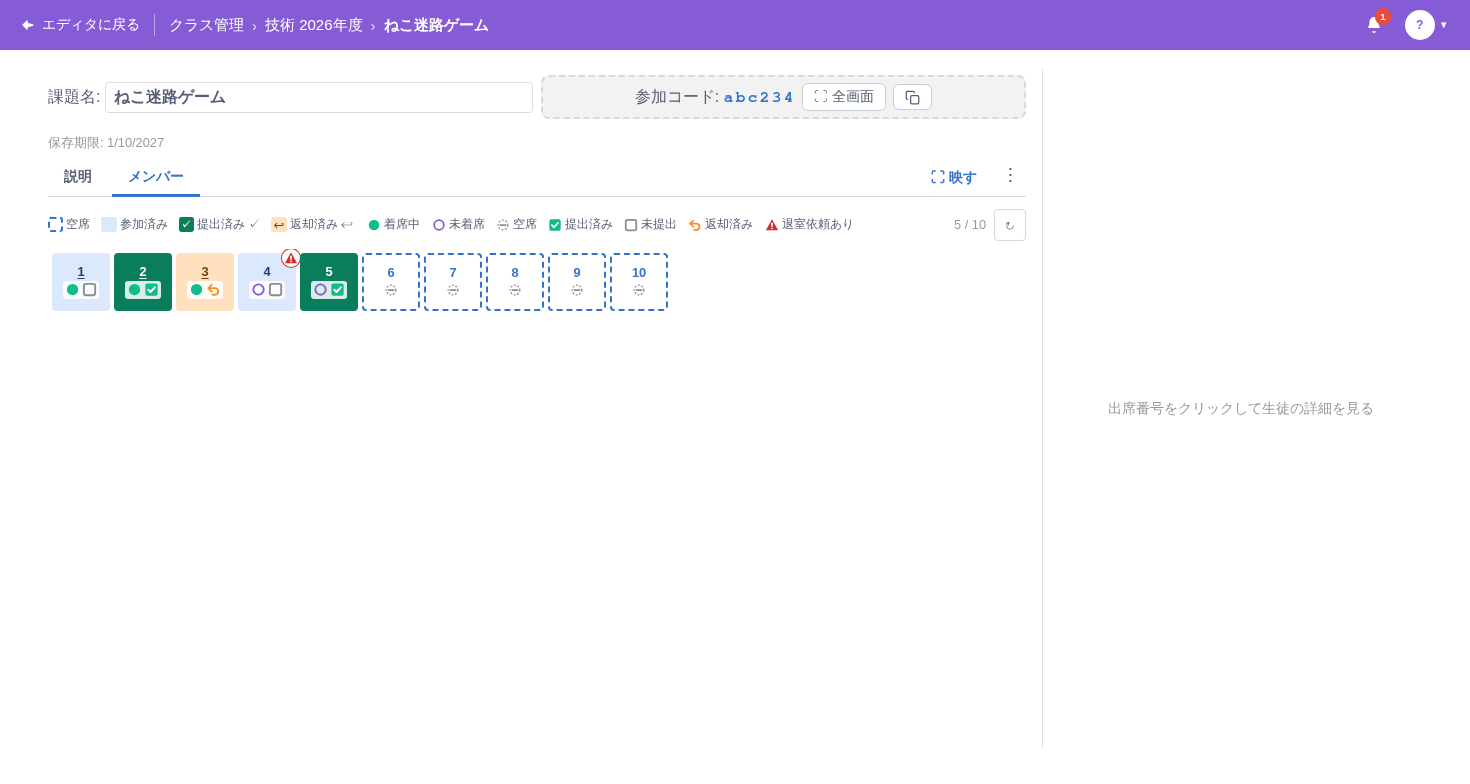 エディタに戻る クラス管理 › 技術 2026年度 › ねこ迷路ゲーム 1 ? ▼
課題名: ねこ迷路ゲーム 参加コード: abc234 全画面
保存期限: 1/10/2027
説明 メンバー 映す ⋮
空席 参加済み ✓ 提出済み ✓ ↩ 返却済み ↩ 着席中 未着席 空席 提出済み 未提出 返却済み 退室依頼あり 5 / 10
1 2 3 4 5 6 7 8 9 10
出席番号をクリックして生徒の詳細を見る